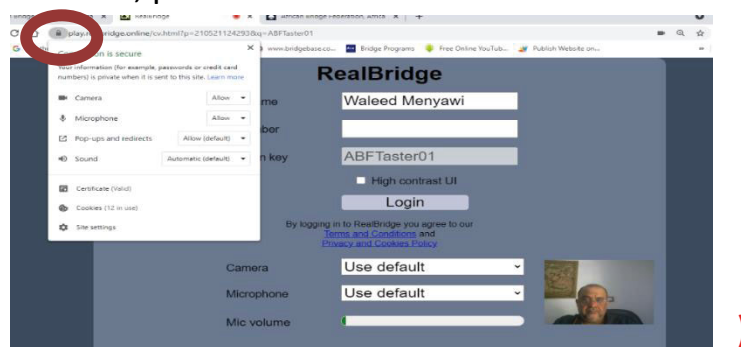 RealBridge
African Bridge Federation, Africa
play.realbridge.online/cv.html?p=210521124293&q=ABFTaster01
www.bridgebase.co...
Bridge Programs
Free Online YouTub...
Publish Website on...
is secure
Your information (for example, passwords or credit card
numbers) is private when it is sent to this site. Learn more
Camera
Allow
Microphone
Allow
Pop-ups and redirects
Allow (default)
Sound
Automatic (default)
Certificate (Valid)
Cookies (12 in use)
Site settings
RealBridge
Waleed Menyawi
key
ABFTaster01
High contrast UI
Login
By logging in to RealBridge you agree to our
Terms and Conditions and
Privacy and Cookies Policy
Camera
Use default
Microphone
Use default
Mic volume